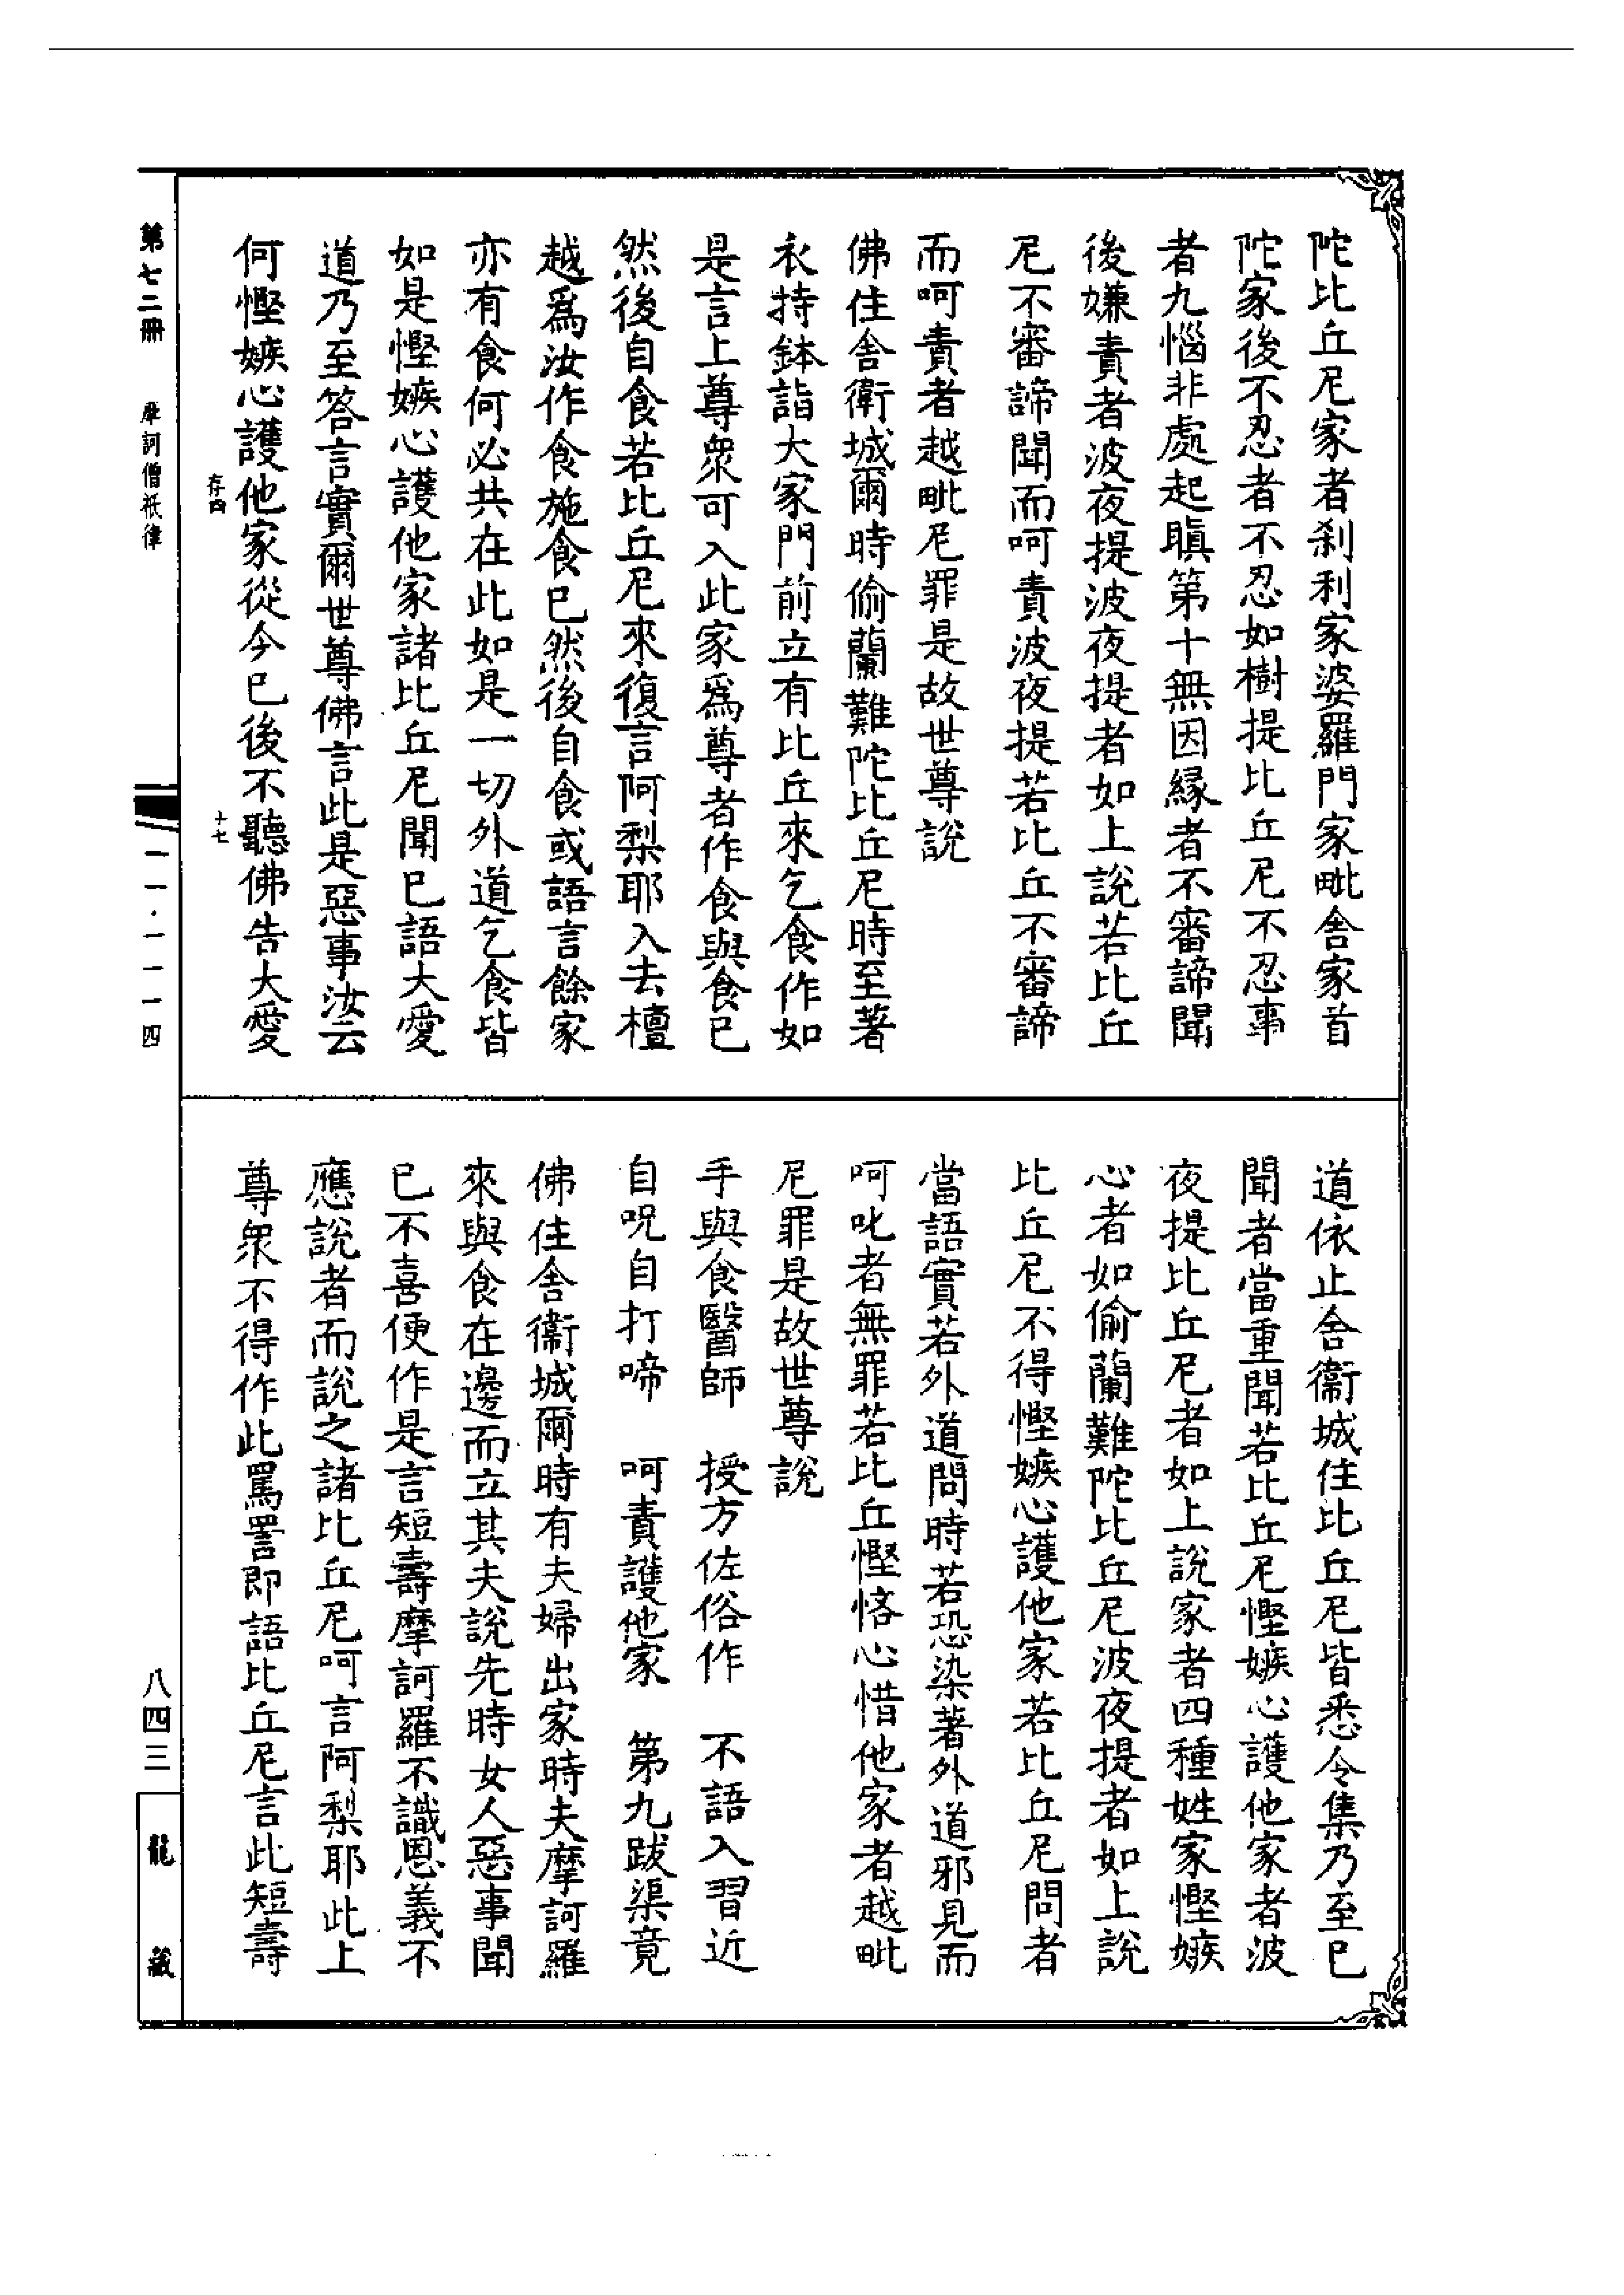 陀比丘尼家者刹利家婆羅門家毗舍家首
陀家後不忍者不忍如樹提比丘尼不忍事
者九惱非處起瞋第十無因縁者不審諦聞
後嫌責者波夜提波夜提者如上說若比丘
尼不審諦聞而呵責波夜提若比丘不審諦
而呵責者越毗尼罪是故世尊說
佛住舍衛城爾時偷蘭難陀比丘尼時至著
衣持鉢詣大家門前立有比丘來乞食作如
是言上尊衆可入此家爲尊者作食與食已
然後自食若比丘尼來復言阿梨耶入去檀
越爲汝作食施食已然後自食或語言餘家
亦有食何必共在此如是一切外道乞食皆
如是慳嫉心護他家諸比丘尼聞已語大愛
道乃至答言實爾世尊佛言此是惡事汝云
何慳嫉心護他家從今已後不聽佛告大愛
存四
十七
道依止舍衞城住比丘尼皆悉令集乃至已
聞者當重聞若比丘尼慳嫉心護他家者波
夜提比丘尼者如上說家者四種姓家慳嫉
心者如偷蘭難陀比丘尼波夜提者如上說
比丘尼不得慳嫉心護他家若比丘尼問者
當語實若外道問時若恐染著外道邪見而
呵叱者無罪若比丘慳悋心惜他家者越毗
尼罪是故世尊說
手與食醫師　授方佐俗作　不語入習近
自呪自打啼　呵責護他家　第九跋渠竟
佛住舍衞城爾時有夫婦出家時夫摩訶羅
來與食在邊而立其夫說先時女人惡事聞
已不喜便作是言短壽摩訶羅不識恩義不
應說者而說之諸比丘尼呵言阿梨耶此上
尊衆不得作此罵詈即語比丘尼言此短壽
第七二冊
摩訶僧祇律
一一·一一一四
八四三
龍藏